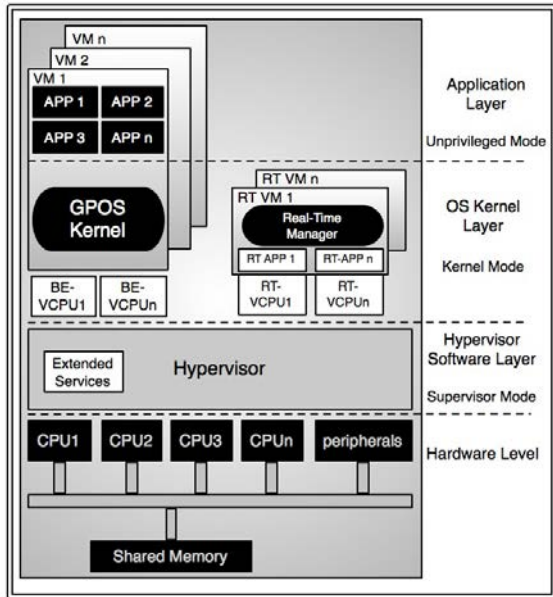 VM n
VM 2
VM 1
APP 1
APP 2
APP 3
APP n
Application
Layer
Unprivileged Mode
GPOS
Kernel
RT VM n
RT VM 1
Real-Time
Manager
RT APP 1
RT-APP n
OS Kernel
Layer
Kernel Mode
BE-
VCPU1
BE-
VCPUn
RT-
VCPU1
RT-
VCPUn
Extended
Services
Hypervisor
Hypervisor
Software Layer
Supervisor Mode
CPU1
CPU2
CPU3
CPUn
peripherals
Hardware Level
Shared Memory